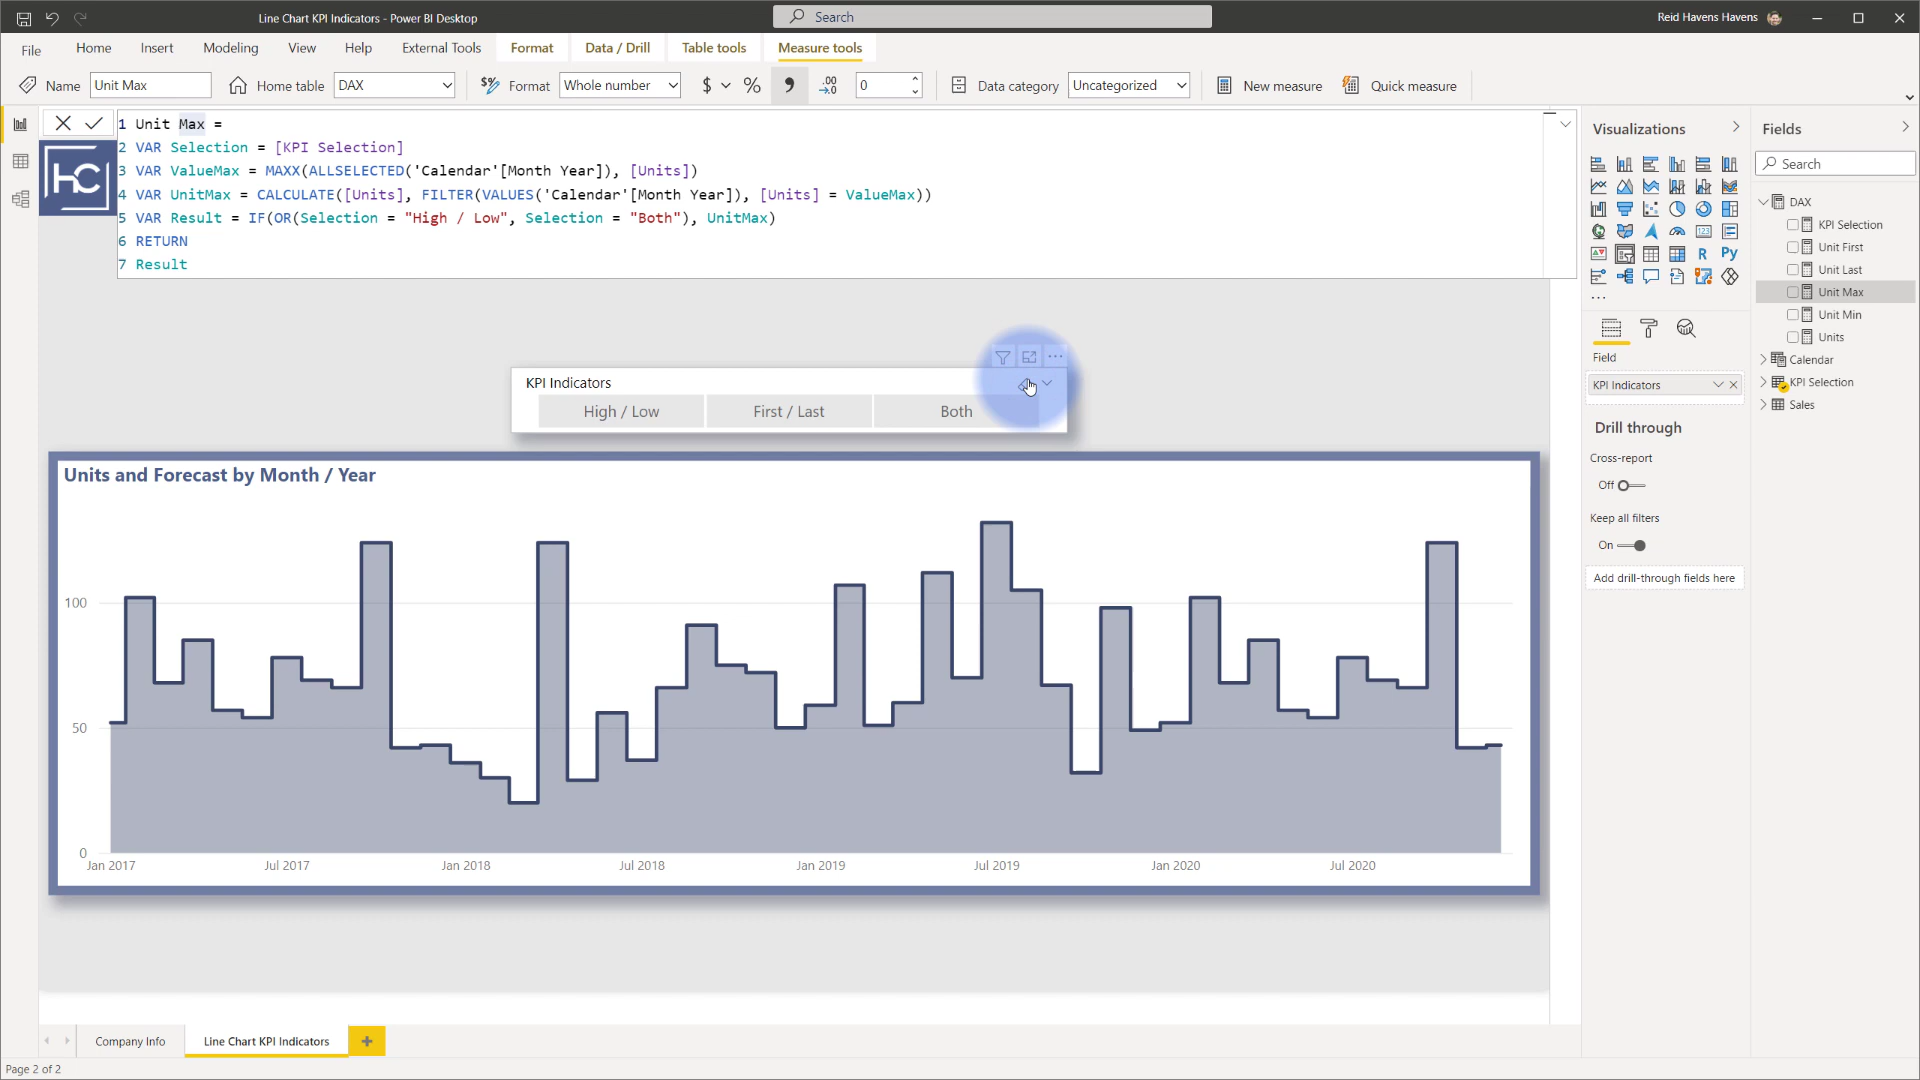 Line Chart KPI Indicators - Power BI Desktop
Search
Reid Havens Havens
File
Home
Insert
Modeling
View
Help
External Tools
Format
Data / Drill
Table tools
Measure tools
Name
Unit Max
Home table
DAX
Format
Whole number
$
%
0
Data category
Uncategorized
New measure
Quick measure
HC
1 Unit Max =
2 VAR Selection = [KPI Selection]
3 VAR ValueMax = MAXX(ALLSELECTED('Calendar'[Month Year]), [Units])
4 VAR UnitMax = CALCULATE([Units], FILTER(VALUES('Calendar'[Month Year]), [Units] = ValueMax))
5 VAR Result = IF(OR(Selection = "High / Low", Selection = "Both"), UnitMax)
6 RETURN
7 Result
KPI Indicators
High / Low
First / Last
Both
Units and Forecast by Month / Year
100
50
0
Jan 2017
Jul 2017
Jan 2018
Jul 2018
Jan 2019
Jul 2019
Jan 2020
Jul 2020
Visualizations
R
Py
Field
KPI Indicators
Drill through
Cross-report
Off
Keep all filters
On
Add drill-through fields here
Fields
Search
DAX
KPI Selection
Unit First
Unit Last
Unit Max
Unit Min
Units
Calendar
KPI Selection
Sales
Company Info
Line Chart KPI Indicators
Page 2 of 2